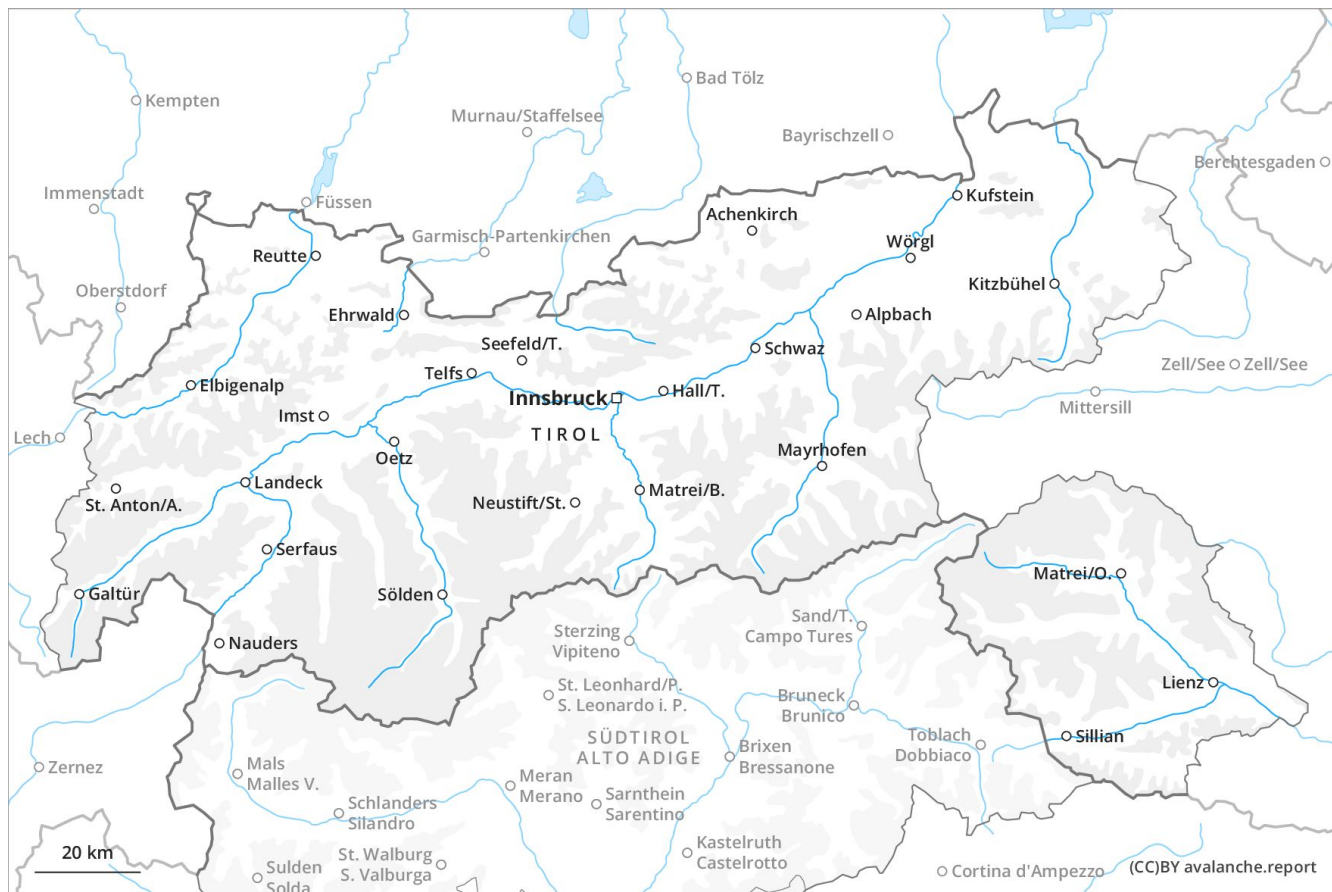 Kempten
Bad Tölz
Murnau/Staffelsee
Bayrischzell
Berchtesgaden
Immenstadt
Füssen
Achenkirch
Kufstein
Garmisch-Partenkirchen
Wörgl
Reutte
Oberstdorf
Kitzbühel
Ehrwald
Alpbach
Seefeld/T.
Schwaz
Telfs
Zell/See
Zell/See
Elbigenalp
Innsbruck
Hall/T.
Mittersill
Imst
Lech
TIROL
Oetz
Mayrhofen
Landeck
St. Anton/A.
Neustift/St.
Matrei/B.
Serfaus
Matrei/O.
Galtür
Sölden
Nauders
Sterzing
Vipiteno
Sand/T.
Campo Tures
St. Leonhard/P.
S. Leonardo i. P.
Lienz
Bruneck
Brunico
SÜDTIROL
ALTO ADIGE
Sillian
Toblach
Dobbiaco
Zernez
Mals
Malles V.
Brixen
Bressanone
Meran
Merano
Schlanders
Silandro
Sarnthein
Sarentino
20 km
St. Walburg
S. Valburga
Kastelruth
Castelrotto
Sulden
Solda
Cortina d'Ampezzo
(CC)BY avalanche.report